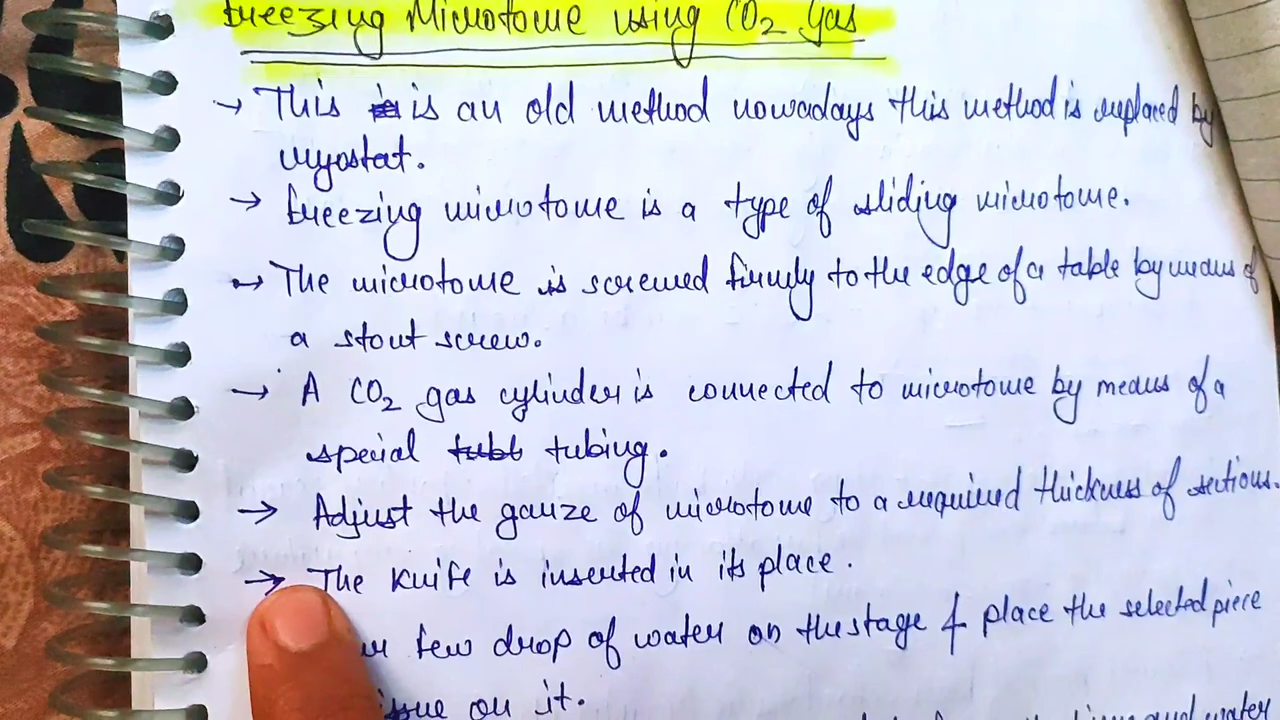 freezing Microtome using CO2 gas
→ This is is an old method nowadays this method is replaced by
cryostat.
→ freezing microtome is a type of sliding microtome.
→ The microtome is screwed firmly to the edge of a table by means of
a stout screw.
→ A CO2 gas cylinder is connected to microtome by means of a
special tubt tubing.
→ Adjust the gauze of microtome to a required thickness of sections.
→ The knife is inserted in its place.
few drop of water on the stage & place the selected piece
on it.
and water